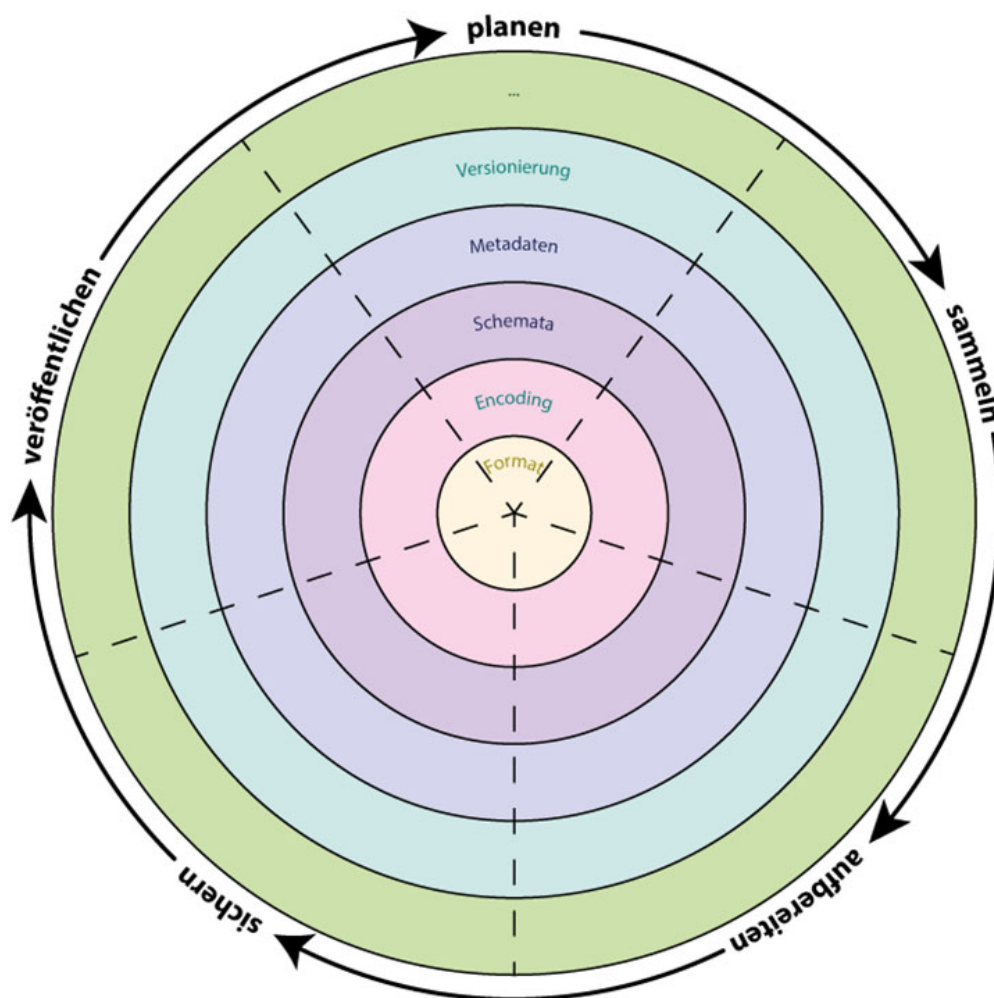 planen
...
Versionierung
Metadaten
Schemata
Encoding
Format
sammeln
aufbereiten
sichern
veröffentlichen